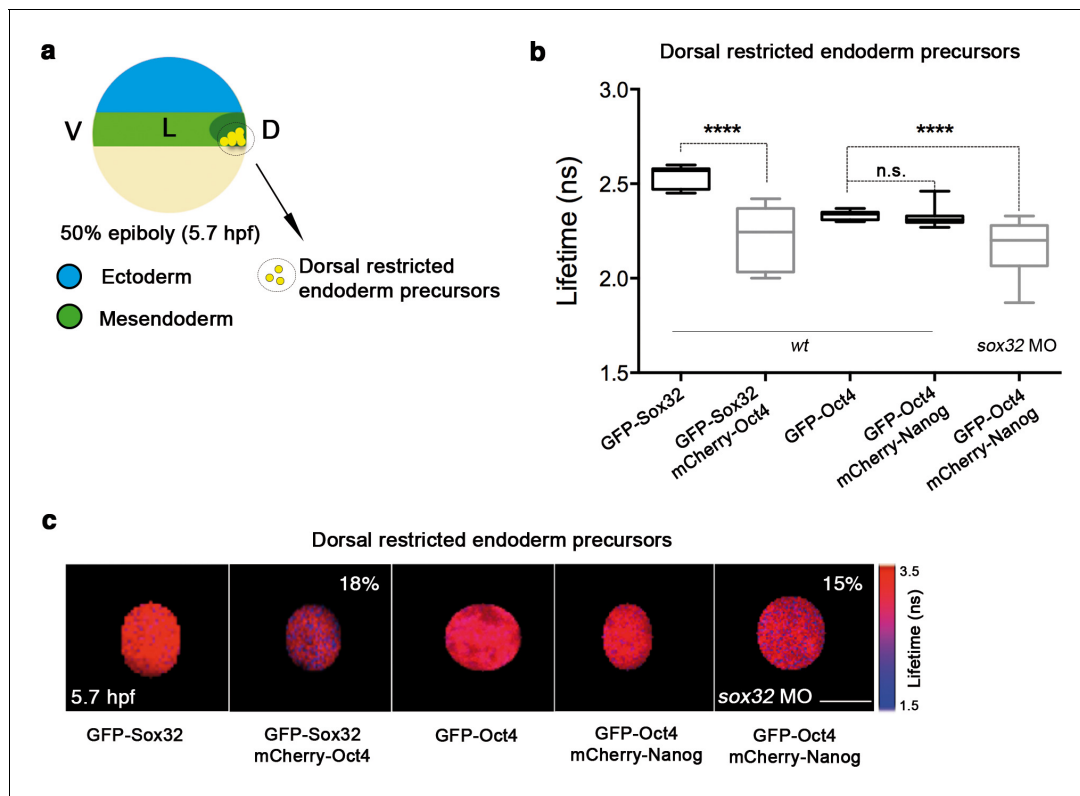 a
V
L
D
50% epiboly (5.7 hpf)
Ectoderm
Mesendoderm
Dorsal restricted
endoderm precursors
b
Dorsal restricted endoderm precursors
Lifetime (ns)
3.0
2.5
2.0
1.5
****
****
n.s.
wt
sox32 MO
GFP-Sox32
GFP-Sox32
mCherry-Oct4
GFP-Oct4
GFP-Oct4
mCherry-Nanog
GFP-Oct4
mCherry-Nanog
c
Dorsal restricted endoderm precursors
18%
15%
5.7 hpf
sox32 MO
3.5
Lifetime (ns)
1.5
GFP-Sox32
GFP-Sox32
mCherry-Oct4
GFP-Oct4
GFP-Oct4
mCherry-Nanog
GFP-Oct4
mCherry-Nanog